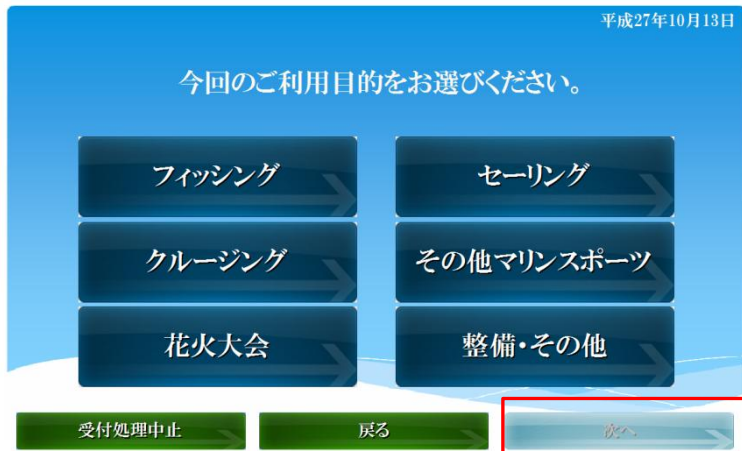 平成27年10月13日
今回のご利用目的をお選びください。
フィッシング
セーリング
クルージング
その他マリンスポーツ
花火大会
整備・その他
受付処理中止
戻る
次へ